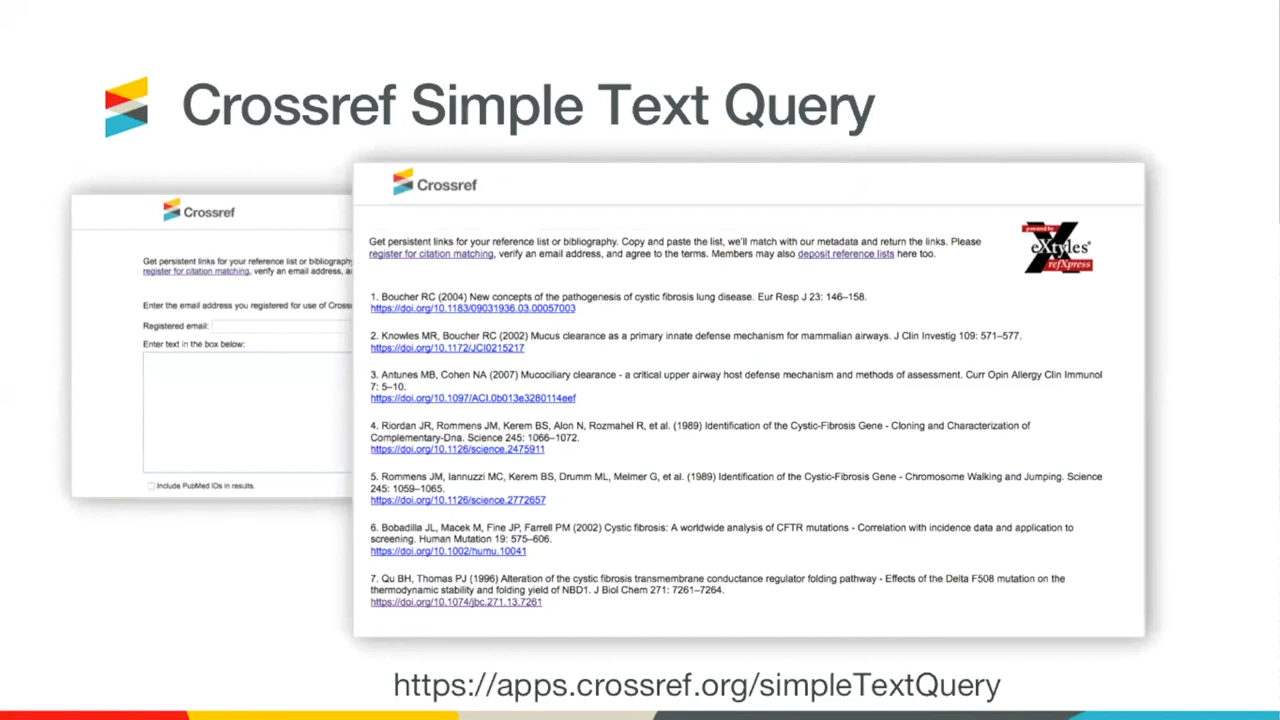 Crossref Simple Text Query
Crossref
Get persistent links for your reference list or bibliography
register for citation matching, verify an email address, a
Enter the email address you registered for use of Cross
Registered email:
Enter text in the box below:
Include PubMed IDs in results.
Crossref
Get persistent links for your reference list or bibliography. Copy and paste the list, we'll match with our metadata and return the links. Please
register for citation matching, verify an email address, and agree to the terms. Members may also deposit reference lists here too.
powered by
eXtyles®
refXpress
1. Boucher RC (2004) New concepts of the pathogenesis of cystic fibrosis lung disease. Eur Resp J 23: 146–158.
https://doi.org/10.1183/09031936.03.00057003
2. Knowles MR, Boucher RC (2002) Mucus clearance as a primary innate defense mechanism for mammalian airways. J Clin Investig 109: 571–577.
https://doi.org/10.1172/JCI0215217
3. Antunes MB, Cohen NA (2007) Mucociliary clearance - a critical upper airway host defense mechanism and methods of assessment. Curr Opin Allergy Clin Immunol
7: 5–10.
https://doi.org/10.1097/ACI.0b013e3280114eef
4. Riordan JR, Rommens JM, Kerem BS, Alon N, Rozmahel R, et al. (1989) Identification of the Cystic-Fibrosis Gene - Cloning and Characterization of
Complementary-Dna. Science 245: 1066–1072.
https://doi.org/10.1126/science.2475911
5. Rommens JM, Iannuzzi MC, Kerem BS, Drumm ML, Melmer G, et al. (1989) Identification of the Cystic-Fibrosis Gene - Chromosome Walking and Jumping. Science
245: 1059–1065.
https://doi.org/10.1126/science.2772657
6. Bobadilla JL, Macek M, Fine JP, Farrell PM (2002) Cystic fibrosis: A worldwide analysis of CFTR mutations - Correlation with incidence data and application to
screening. Human Mutation 19: 575–606.
https://doi.org/10.1002/humu.10041
7. Qu BH, Thomas PJ (1996) Alteration of the cystic fibrosis transmembrane conductance regulator folding pathway - Effects of the Delta F508 mutation on the
thermodynamic stability and folding yield of NBD1. J Biol Chem 271: 7261–7264.
https://doi.org/10.1074/jbc.271.13.7261
https://apps.crossref.org/simpleTextQuery